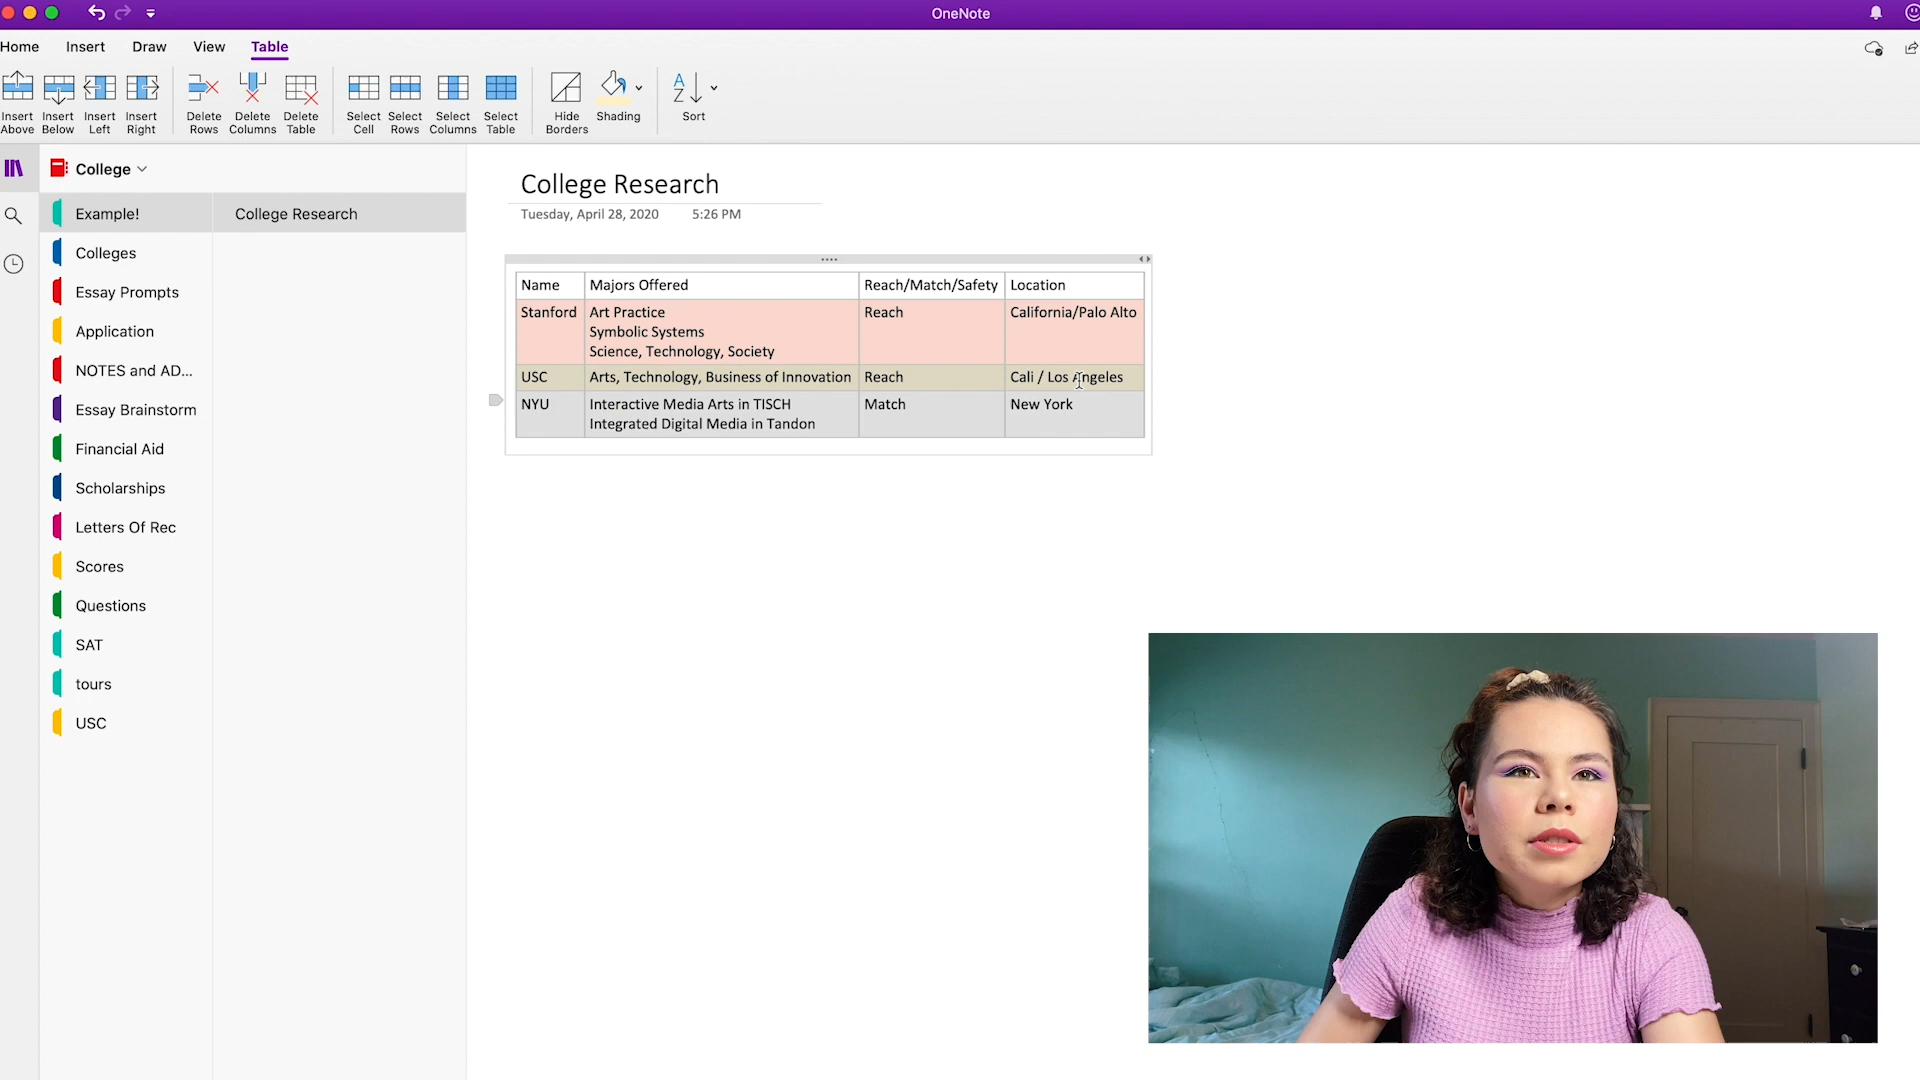 OneNote
Home Insert Draw View Table
Insert Above
Insert Below
Insert Left
Insert Right
Delete Rows
Delete Columns
Delete Table
Select Cell
Select Rows
Select Columns
Select Table
Hide Borders
Shading
A Z
Sort
College
Example!
Colleges
Essay Prompts
Application
NOTES and AD...
Essay Brainstorm
Financial Aid
Scholarships
Letters Of Rec
Scores
Questions
SAT
tours
USC
College Research
College Research
Tuesday, April 28, 2020 5:26 PM
Name Majors Offered Reach/Match/Safety Location
Stanford Art Practice Reach California/Palo Alto
Symbolic Systems
Science, Technology, Society
USC Arts, Technology, Business of Innovation Reach Cali / Los Angeles
NYU Interactive Media Arts in TISCH Match New York
Integrated Digital Media in Tandon